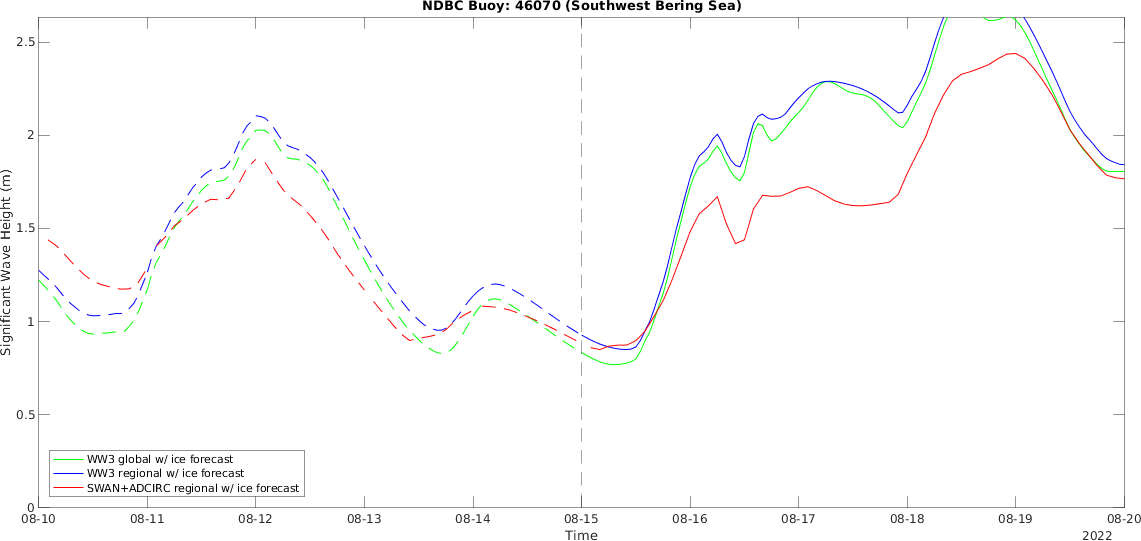 NDBC Buoy: 46070 (Southwest Bering Sea)
2.5
2
1.5
1
0.5
0
Significant Wave Height (m)
WW3 global w/ ice forecast
WW3 regional w/ ice forecast
SWAN+ADCIRC regional w/ ice forecast
08-10 08-11 08-12 08-13 08-14 08-15 08-16 08-17 08-18 08-19 08-20
Time
2022